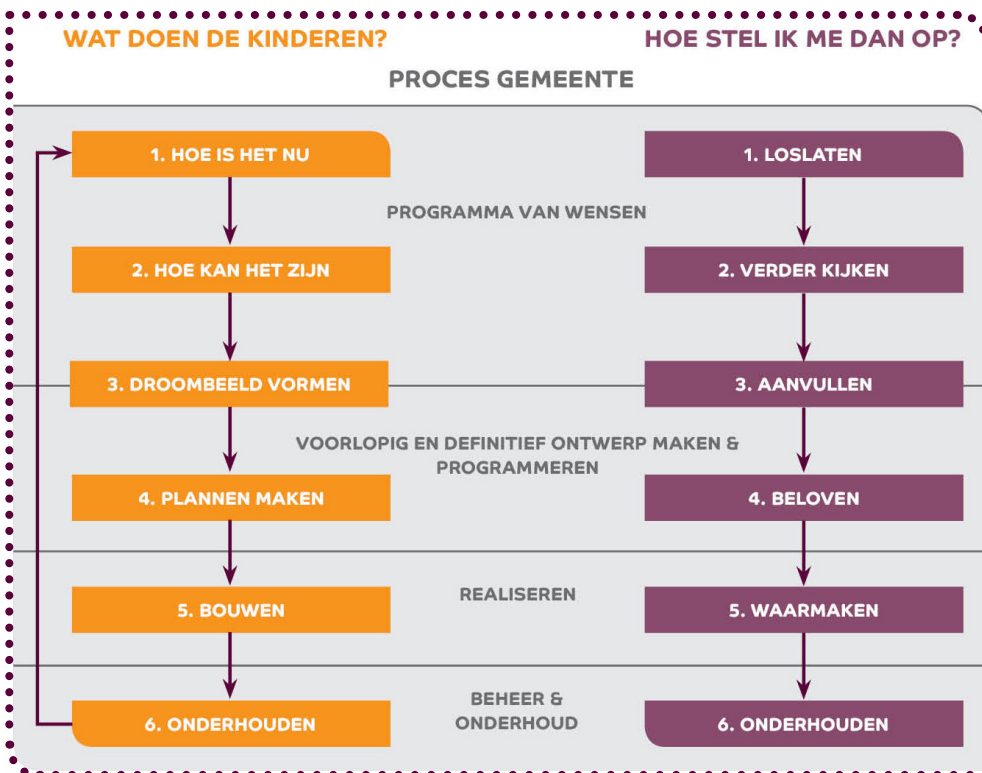 WAT DOEN DE KINDEREN?
HOE STEL IK ME DAN OP?
PROCES GEMEENTE
1. HOE IS HET NU
1. LOSLATEN
PROGRAMMA VAN WENSEN
2. HOE KAN HET ZIJN
2. VERDER KIJKEN
3. DROOMBEELD VORMEN
3. AANVULLEN
VOORLOPIG EN DEFINITIEF ONTWERP MAKEN &
PROGRAMMEREN
4. PLANNEN MAKEN
4. BELOVEN
REALISEREN
5. BOUWEN
5. WAARMAKEN
BEHEER &
ONDERHOUD
6. ONDERHOUDEN
6. ONDERHOUDEN